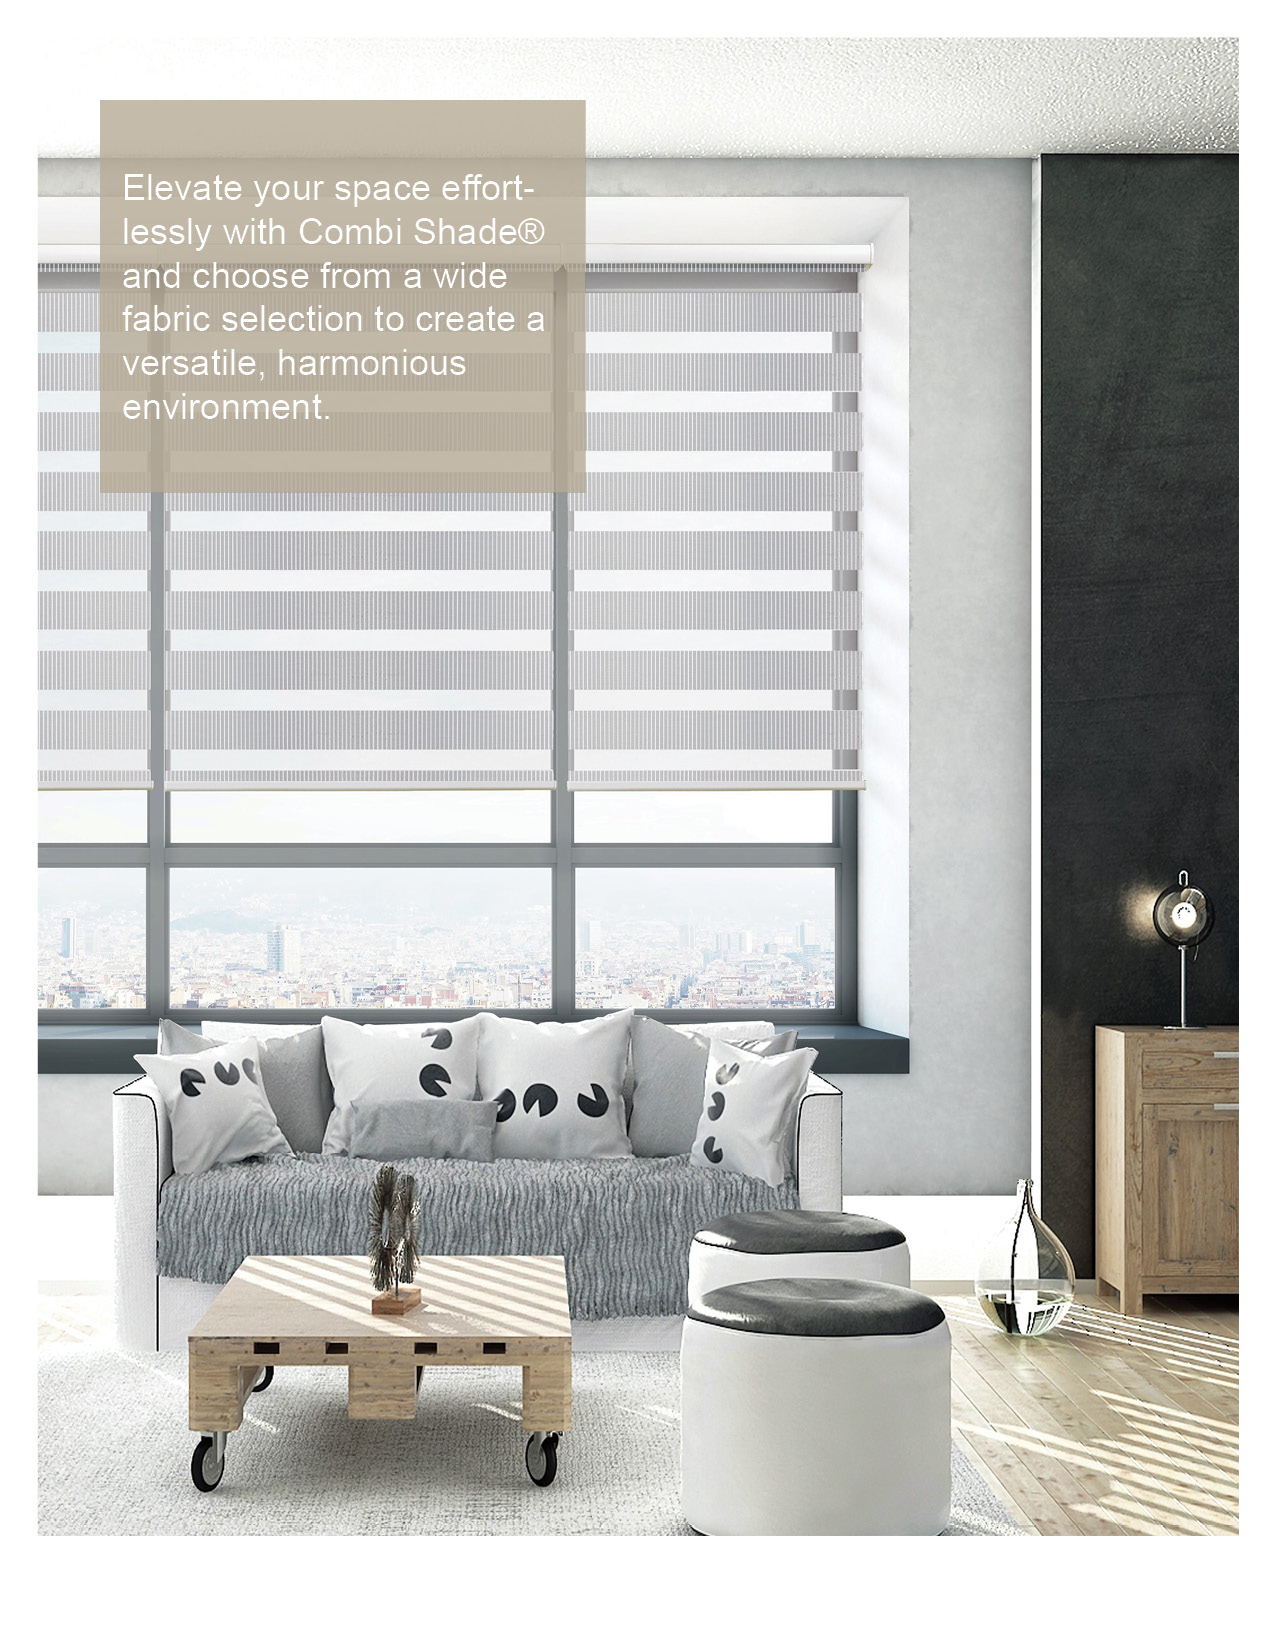 Elevate your space effort-
lessly with Combi Shade®
and choose from a wide
fabric selection to create a
versatile, harmonious
environment.